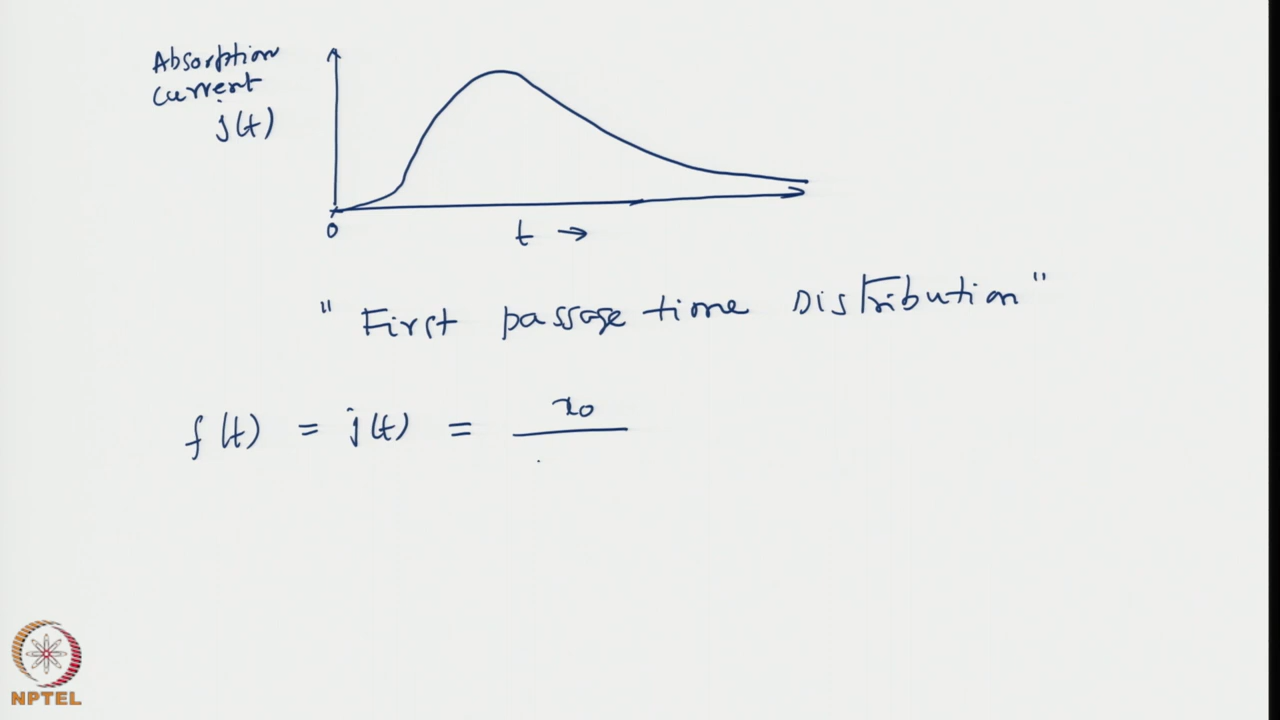 Absorption
current
j(t)
0
t →
" First passage time Distribution "
f(t) = j(t) = x₀
NPTEL